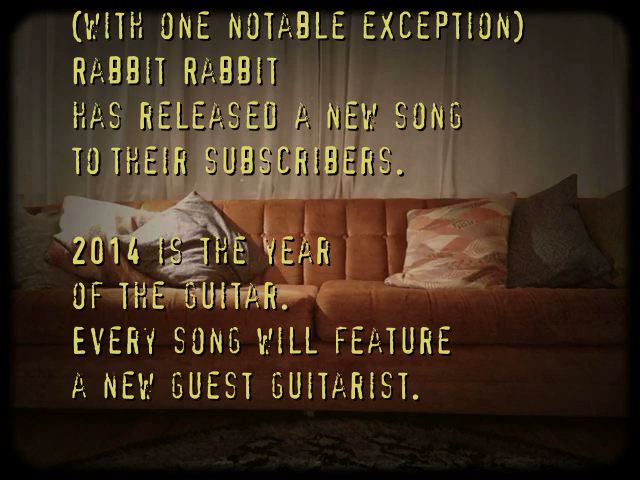 (WITH ONE NOTABLE EXCEPTION)
RABBIT RABBIT
HAS RELEASED A NEW SONG
TO THEIR SUBSCRIBERS.
2014 IS THE YEAR
OF THE GUITAR.
EVERY SONG WILL FEATURE
A NEW GUEST GUITARIST.